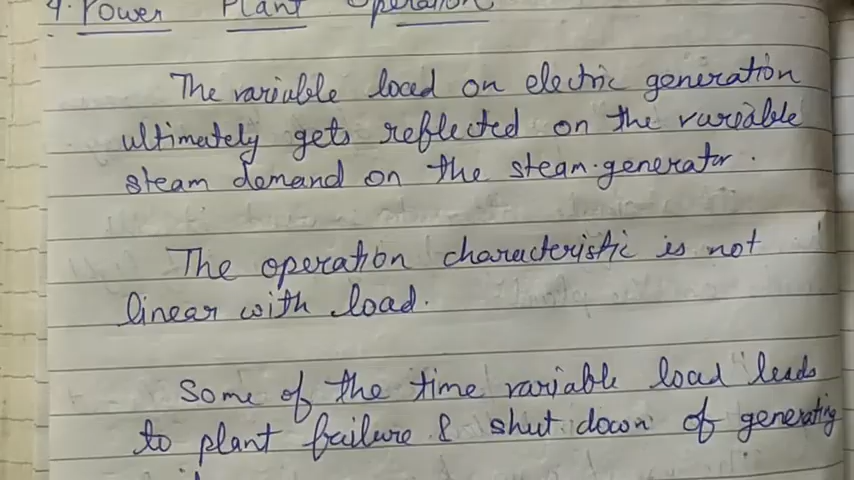 4. Power Plant Operation
The variable load on electric generation
ultimately gets reflected on the variable
steam demand on the steam-generator.
The operation characteristic is not
linear with load.
Some of the time variable load leads
to plant failure & shut down of generating